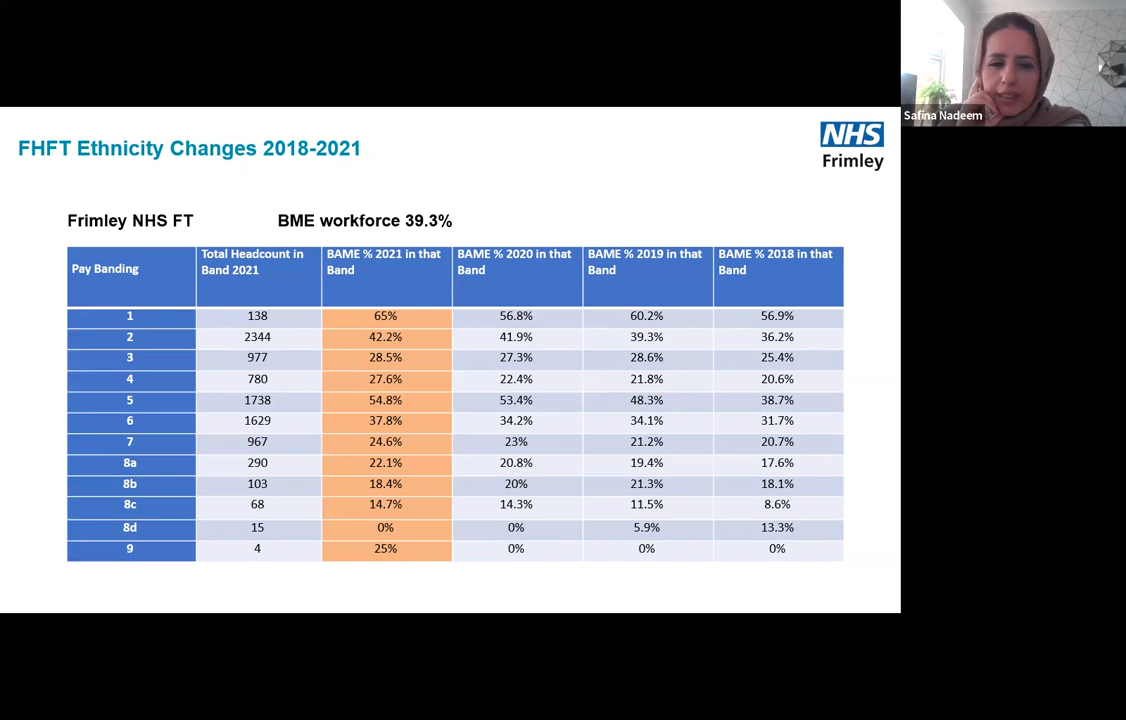 Safina Nadeem
FHFT Ethnicity Changes 2018-2021
NHS
Frimley
Frimley NHS FT BME workforce 39.3%
Pay Banding
Total Headcount in
Band 2021
BAME % 2021 in that
Band
BAME % 2020 in that
Band
BAME % 2019 in that
Band
BAME % 2018 in that
Band
1 138 65% 56.8% 60.2% 56.9%
2 2344 42.2% 41.9% 39.3% 36.2%
3 977 28.5% 27.3% 28.6% 25.4%
4 780 27.6% 22.4% 21.8% 20.6%
5 1738 54.8% 53.4% 48.3% 38.7%
6 1629 37.8% 34.2% 34.1% 31.7%
7 967 24.6% 23% 21.2% 20.7%
8a 290 22.1% 20.8% 19.4% 17.6%
8b 103 18.4% 20% 21.3% 18.1%
8c 68 14.7% 14.3% 11.5% 8.6%
8d 15 0% 0% 5.9% 13.3%
9 4 25% 0% 0% 0%